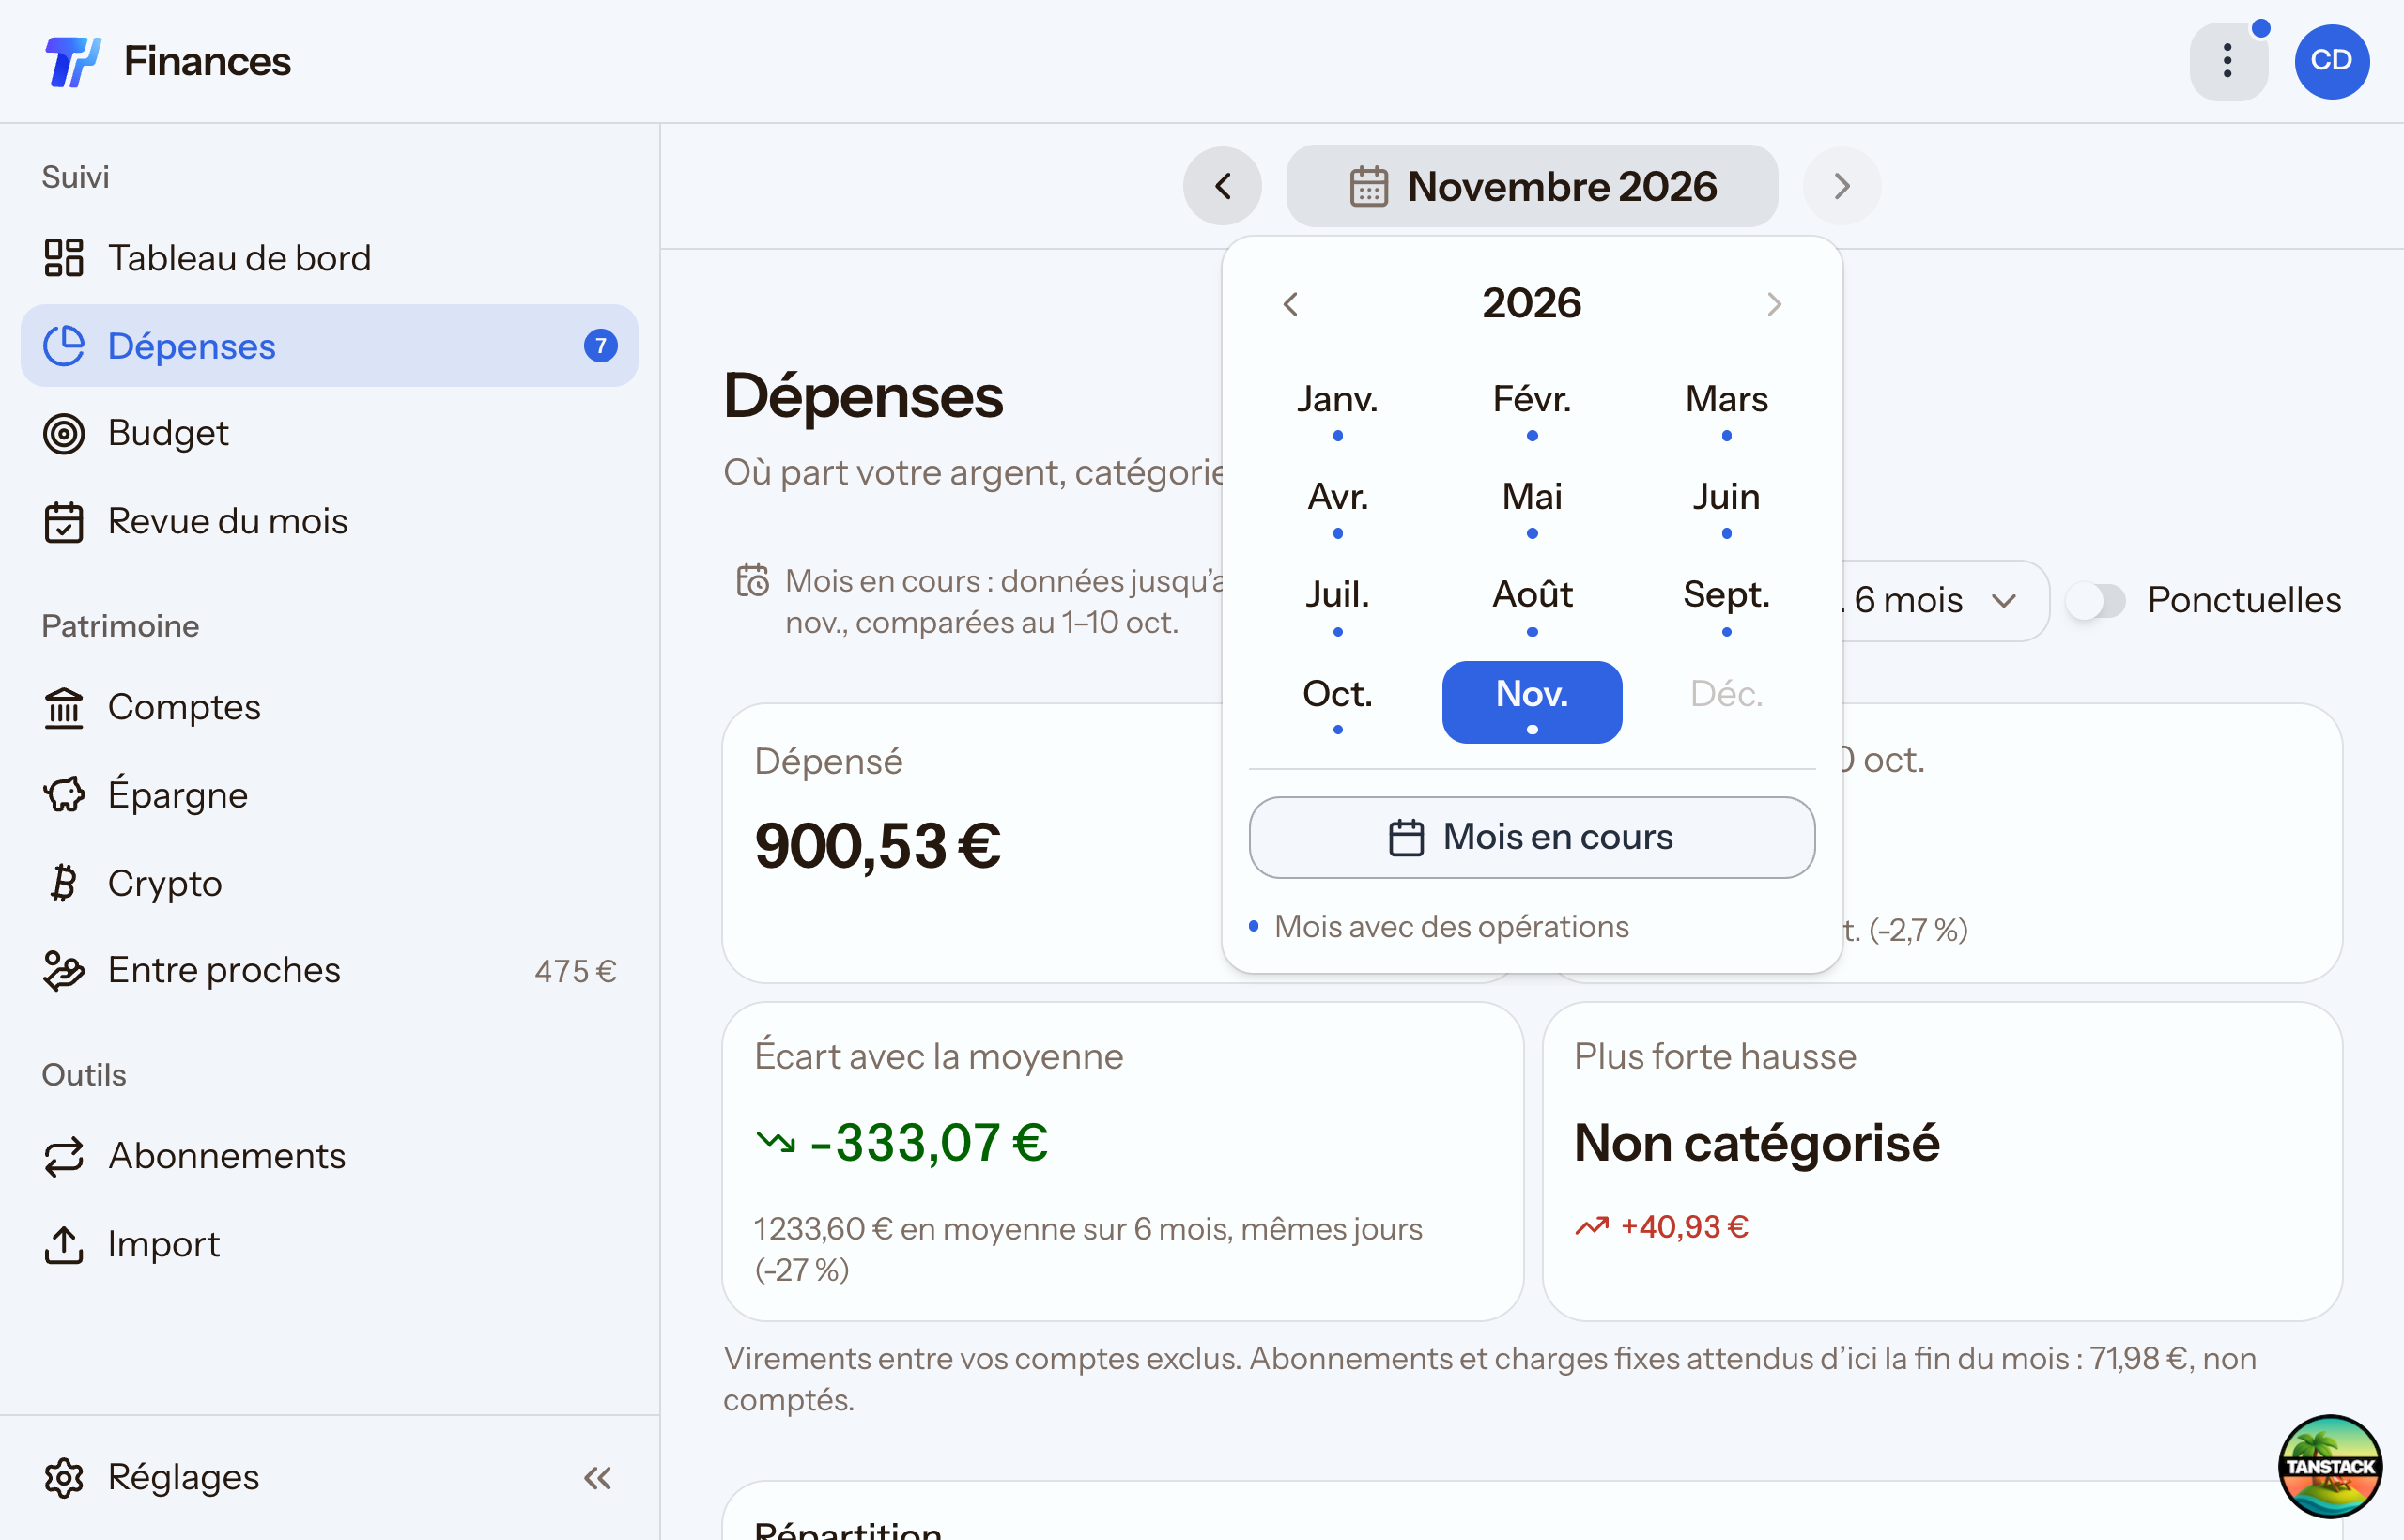 Finances
CD
Suivi
Tableau de bord
Dépenses 7
Budget
Revue du mois
Patrimoine
Comptes
Épargne
Crypto
Entre proches 475 €
Outils
Abonnements
Import
Réglages
Novembre 2026
2026
Janv. Févr. Mars
Avr. Mai Juin
Juil. Août Sept.
Oct. Nov. Déc.
Mois en cours
Mois avec des opérations
Dépenses
Où part votre argent,
Mois en cours : données
nov., comparées au 1–10 oct.
6 mois
Ponctuelles
Dépensé
900,53 €
oct.
(-2,7 %)
Écart avec la moyenne
-333,07 €
1 233,60 € en moyenne sur 6 mois, mêmes jours
(-27 %)
Plus forte hausse
Non catégorisé
+40,93 €
Virements entre vos comptes exclus. Abonnements et charges fixes attendus d’ici la fin du mois : 71,98 €, non
comptés.
Répartition
TANSTACK